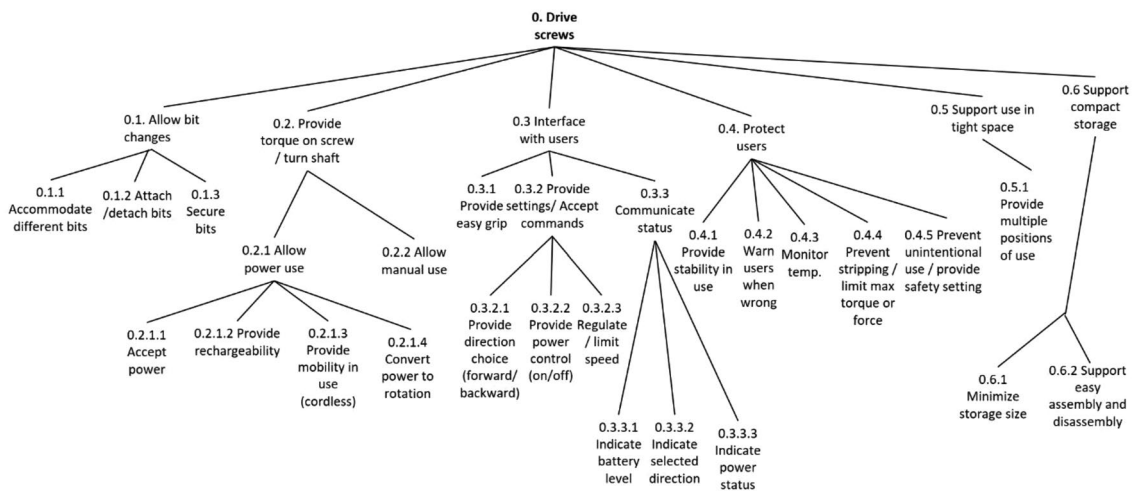 0. Drive
screws
0.1. Allow bit
changes
0.2. Provide
torque on screw
/ turn shaft
0.3 Interface
with users
0.4. Protect
users
0.5 Support use in
tight space
0.6 Support
compact
storage
0.1.1
Accommodate
different bits
0.1.2 Attach
/detach bits
0.1.3
Secure
bits
0.2.1 Allow
power use
0.2.2 Allow
manual use
0.3.1
Provide
easy grip
0.3.2 Provide
settings/ Accept
commands
0.3.3
Communicate
status
0.4.1
Provide
stability in
use
0.4.2
Warn
users
when
wrong
0.4.3
Monitor
temp.
0.4.4
Prevent
stripping /
limit max
torque or
force
0.4.5 Prevent
unintentional
use / provide
safety setting
0.5.1
Provide
multiple
positions
of use
0.2.1.1
Accept
power
0.2.1.2 Provide
rechargeability
0.2.1.3
Provide
mobility in
use
(cordless)
0.2.1.4
Convert
power to
rotation
0.3.2.1
Provide
direction
choice
(forward/
backward)
0.3.2.2
Provide
power
control
(on/off)
0.3.2.3
Regulate
/ limit
speed
0.3.3.1
Indicate
battery
level
0.3.3.2
Indicate
selected
direction
0.3.3.3
Indicate
power
status
0.6.1
Minimize
storage size
0.6.2 Support
easy
assembly and
disassembly